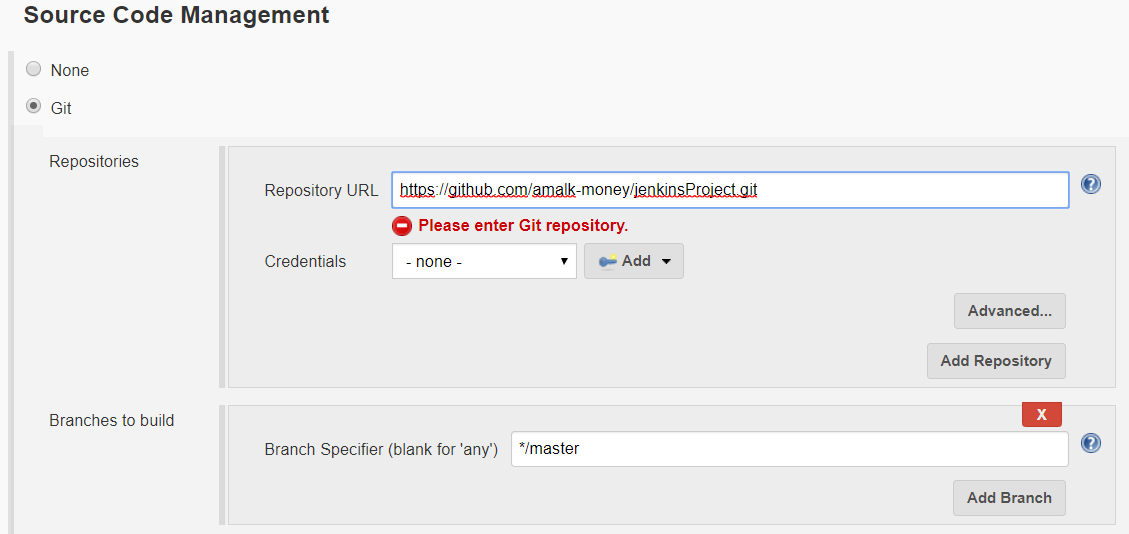 Source Code Management
None
Git
Repositories
Repository URL https://github.com/amalk-money/jenkinsProject.git
Please enter Git repository.
Credentials - none - Add
Advanced...
Add Repository
Branches to build
X
Branch Specifier (blank for 'any') */master
Add Branch